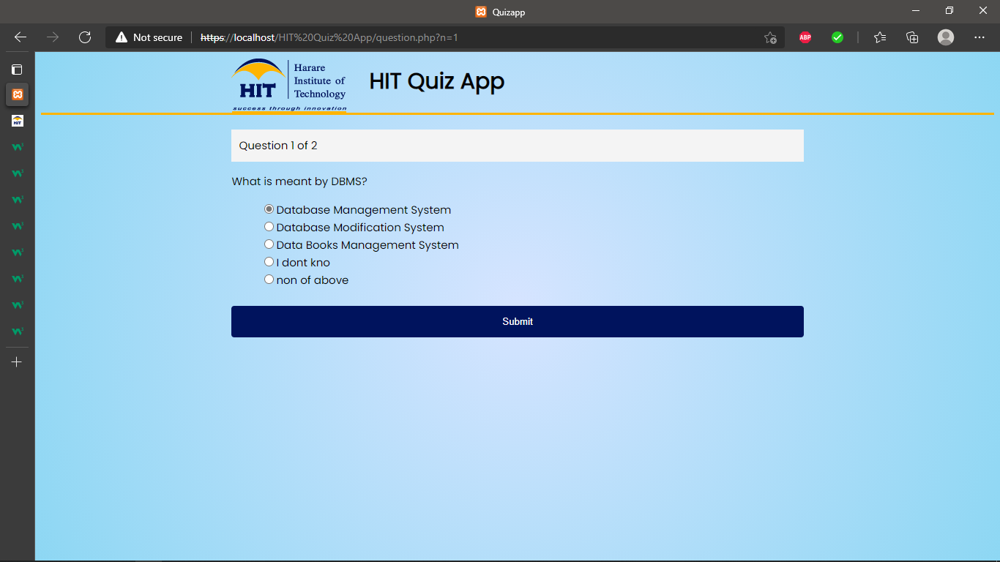 Quizapp
Not secure https://localhost/HIT%20Quiz%20App/question.php?n=1
ABP
HIT
Harare
Institute of
Technology
success through innovation
HIT Quiz App
HIT
Question 1 of 2
What is meant by DBMS?
Database Management System
Database Modification System
Data Books Management System
I dont kno
non of above
Submit